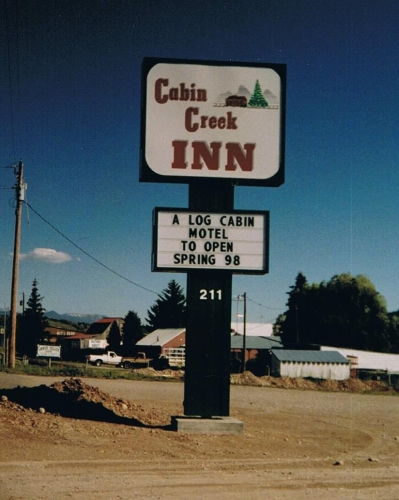 Cabin
Creek
INN
A LOG CABIN
MOTEL
TO OPEN
SPRING 98
211